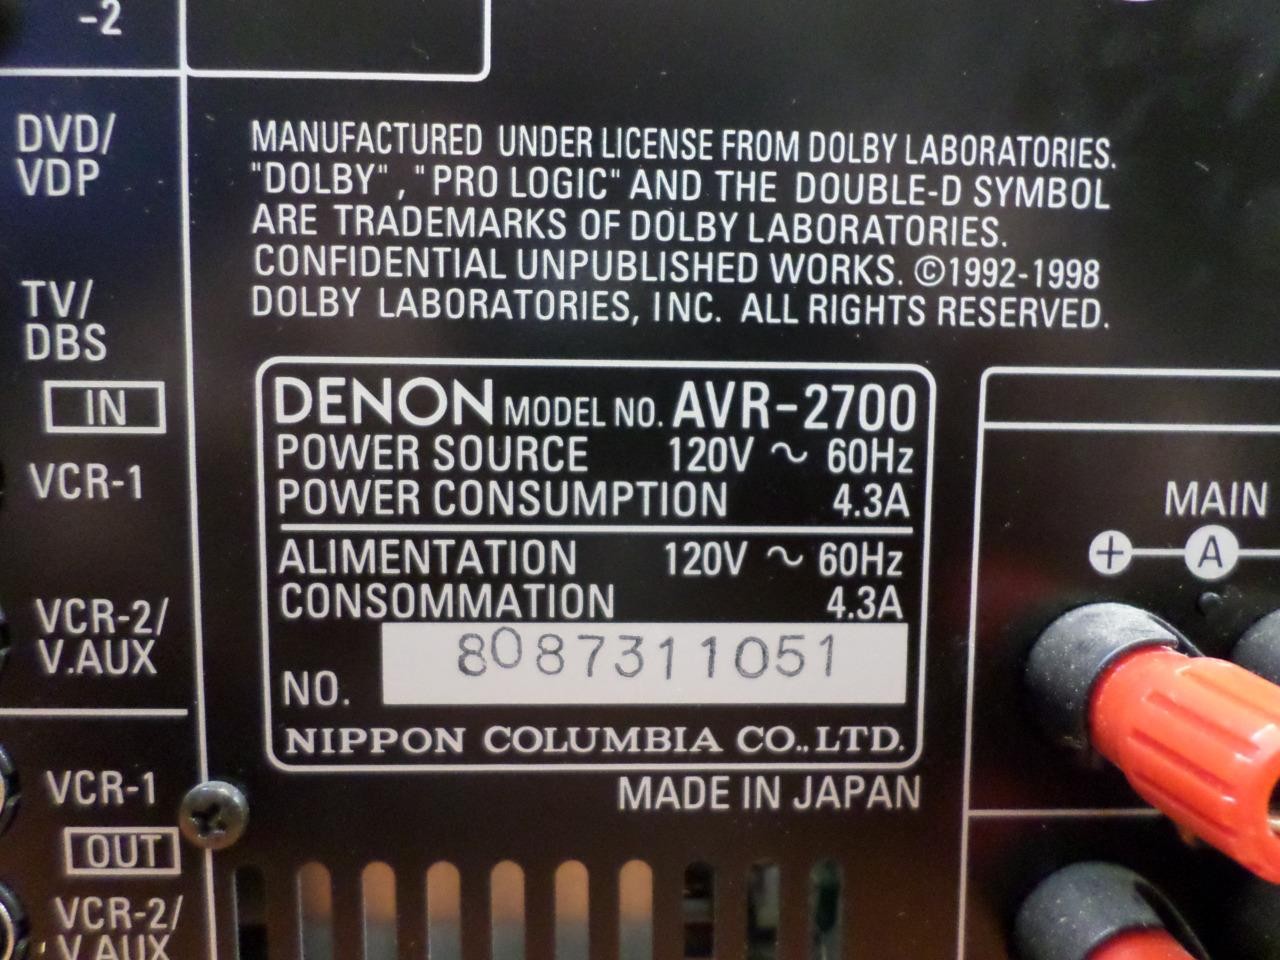 -2
DVD/
VDP
TV/
DBS
IN
VCR-1
VCR-2/
V.AUX
VCR-1
OUT
VCR-2/
V.AUX
MANUFACTURED UNDER LICENSE FROM DOLBY LABORATORIES.
"DOLBY", "PRO LOGIC" AND THE DOUBLE-D SYMBOL
ARE TRADEMARKS OF DOLBY LABORATORIES.
CONFIDENTIAL UNPUBLISHED WORKS. ©1992-1998
DOLBY LABORATORIES, INC. ALL RIGHTS RESERVED.
DENON MODEL NO. AVR-2700
POWER SOURCE 120V ~ 60Hz
POWER CONSUMPTION 4.3A
ALIMENTATION 120V ~ 60Hz
CONSOMMATION 4.3A
NO. 8087311051
NIPPON COLUMBIA CO., LTD.
MADE IN JAPAN
MAIN
+ A